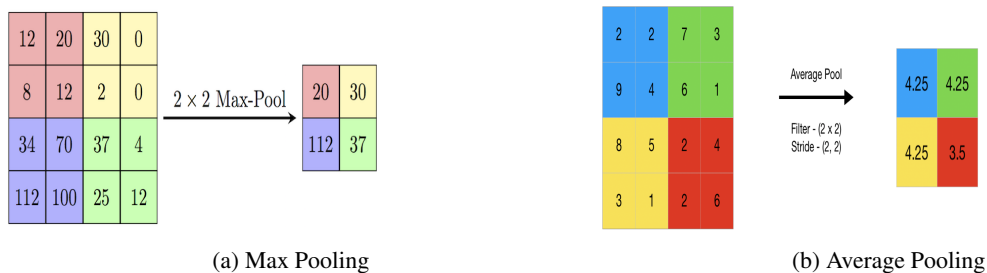 12 20 30 0
8 12 2 0
34 70 37 4
112 100 25 12
2 × 2 Max-Pool
20 30
112 37
(a) Max Pooling
2 2 7 3
9 4 6 1
8 5 2 4
3 1 2 6
Average Pool
Filter - (2 x 2)
Stride - (2, 2)
4.25 4.25
4.25 3.5
(b) Average Pooling